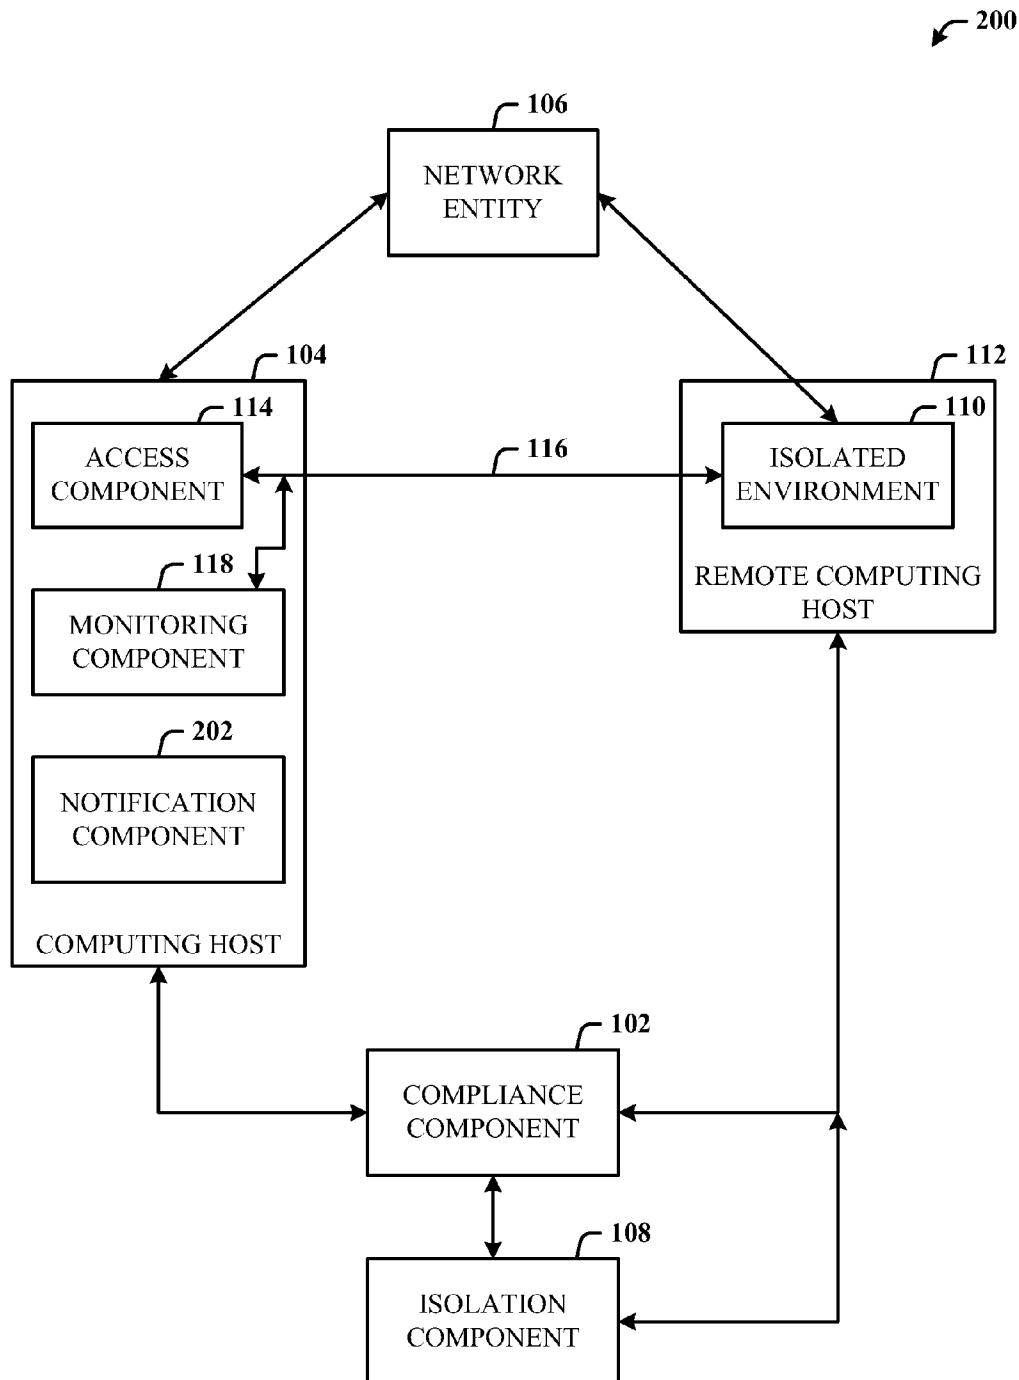 200
106
NETWORK
ENTITY
104
112
114
110
ACCESS
COMPONENT
116
ISOLATED
ENVIRONMENT
118
REMOTE COMPUTING
HOST
MONITORING
COMPONENT
202
NOTIFICATION
COMPONENT
COMPUTING HOST
102
COMPLIANCE
COMPONENT
108
ISOLATION
COMPONENT